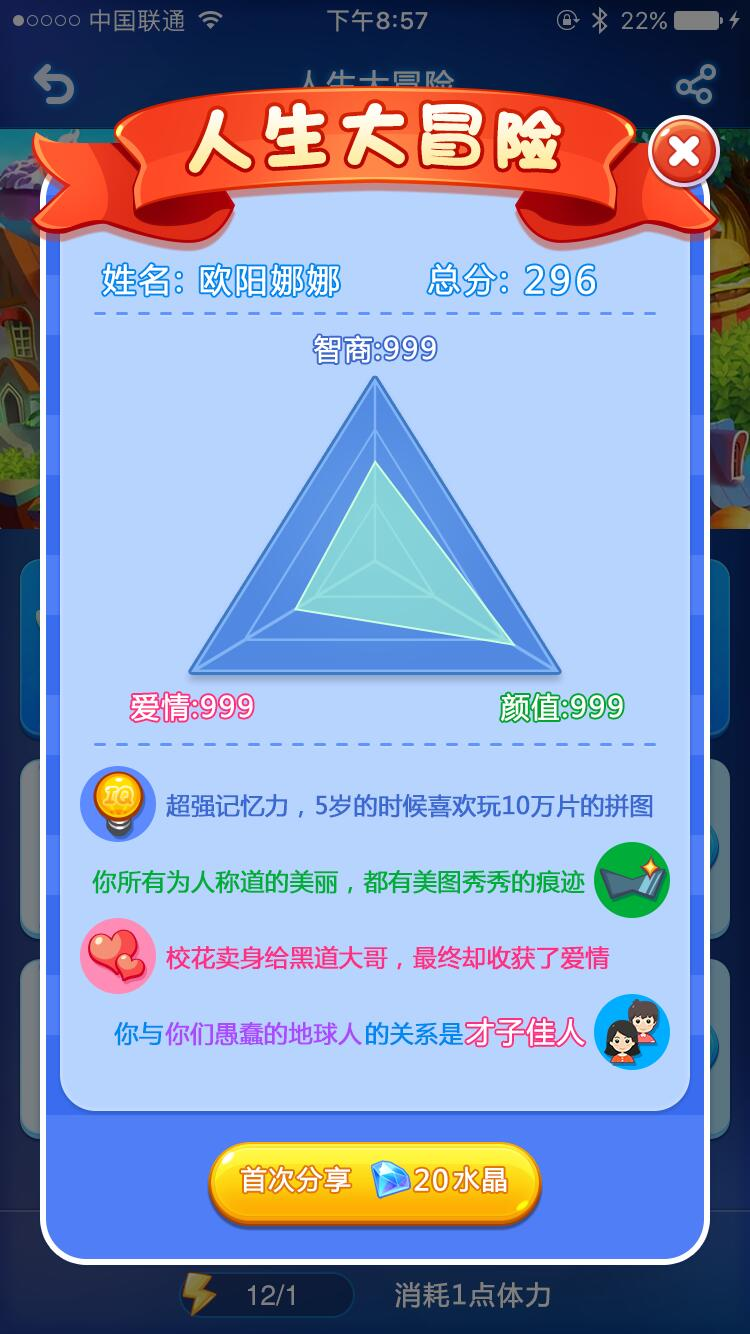 中国联通 下午8:57 22%
人生大冒险
人生大冒险
姓名: 欧阳娜娜 总分: 296
智商:999
爱情:999 颜值:999
IQ 超强记忆力，5岁的时候喜欢玩10万片的拼图
你所有为人称道的美丽，都有美图秀秀的痕迹
校花卖身给黑道大哥，最终却收获了爱情
你与你们愚蠢的地球人的关系是才子佳人
首次分享 20水晶
12/1 消耗1点体力